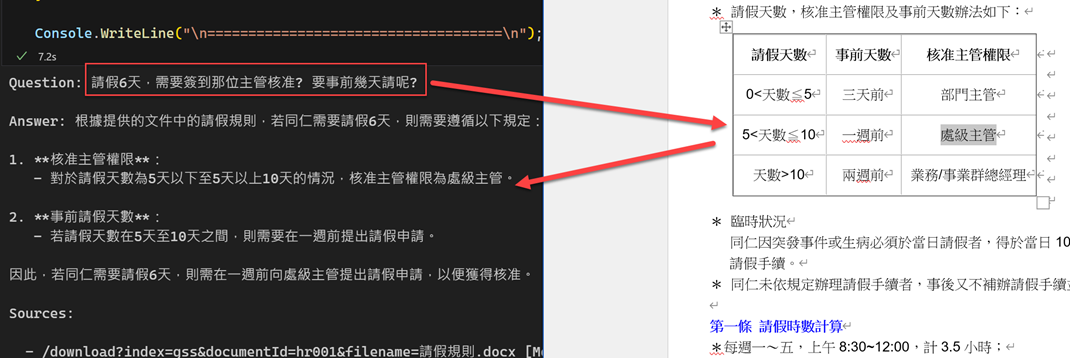 Console.WriteLine("\n===================================\n");
7.2s
Question: 請假6天，需要簽到那位主管核准? 要事前幾天請呢?
Answer: 根據提供的文件中的請假規則，若同仁需要請假6天，則需要遵循以下規定：
1. **核准主管權限**：
- 對於請假天數為5天以下至5天以上10天的情況，核准主管權限為處級主管。
2. **事前請假天數**：
- 若請假天數在5天至10天之間，則需要在一週前提出請假申請。
因此，若同仁需要請假6天，則需在一週前向處級主管提出請假申請，以便獲得核准。
Sources:
- /download?index=gss&documentId=hr001&filename=請假規則.docx [M
＊ 請假天數，核准主管權限及事前天數辦法如下：
請假天數 事前天數 核准主管權限
0<天數≦5 三天前 部門主管
5<天數≦10 一週前 處級主管
天數>10 兩週前 業務/事業群總經理
＊ 臨時狀況
同仁因突發事件或生病必須於當日請假者，得於當日 10
請假手續。
＊ 同仁未依規定辦理請假手續者，事後又不補辦請假手續
第一條 請假時數計算
＊每週一～五，上午 8:30~12:00，計 3.5 小時；